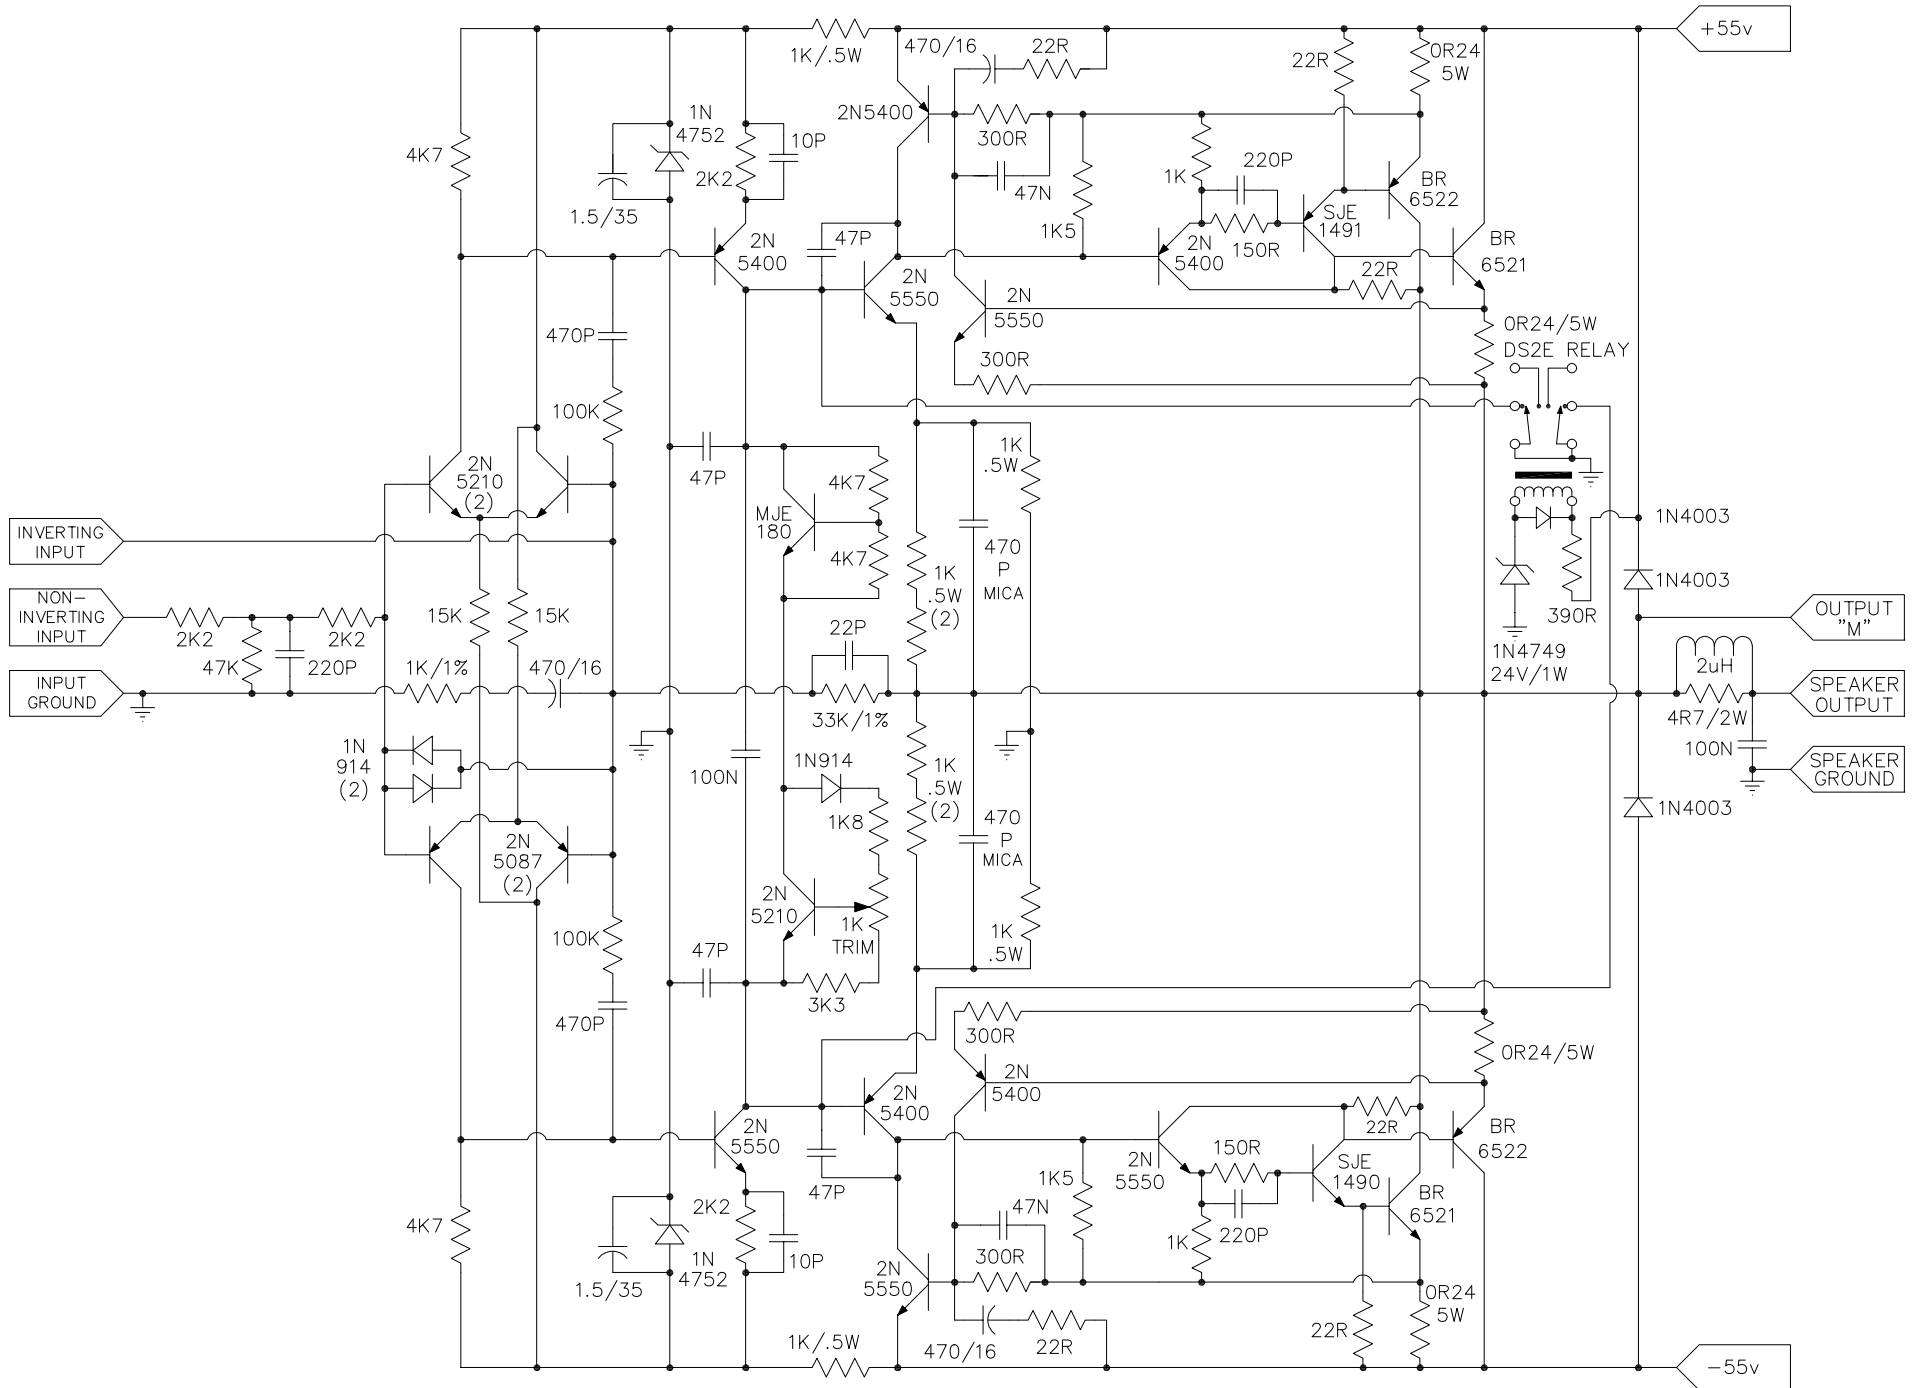 +55v
1K/.5W
470/16
22R
22R
0R24
5W
1N
4752
2N5400
300R
10P
4K7
2K2
1.5/35
47N
1K
220P
BR
6522
SJE
1491
1K5
150R
2N
5400
47P
2N
5400
22R
BR
6521
2N
5550
2N
5550
470P
300R
0R24/5W
DS2E RELAY
100K
2N
5210
(2)
47P
4K7
1K
.5W
MJE
180
4K7
470
P
MICA
1K
.5W
(2)
1N4003
INVERTING
INPUT
1N4003
390R
NON-
INVERTING
INPUT
2K2
47K
220P
2K2
15K
15K
22P
1N4749
24V/1W
OUTPUT
"M"
INPUT
GROUND
1K/1%
470/16
33K/1%
2uH
4R7/2W
SPEAKER
OUTPUT
100N
SPEAKER
GROUND
1N
914
(2)
100N
1N914
1K
.5W
(2)
1K8
470
P
MICA
1N4003
2N
5087
(2)
2N
5210
1K
TRIM
100K
47P
3K3
1K
.5W
470P
300R
0R24/5W
2N
5400
2N
5400
2N
5550
22R
BR
6522
47P
2N
5550
150R
SJE
1490
1K5
220P
1K
BR
6521
4K7
2K2
10P
1N
4752
1.5/35
47N
300R
2N
5550
0R24
5W
22R
1K/.5W
470/16
22R
-55v